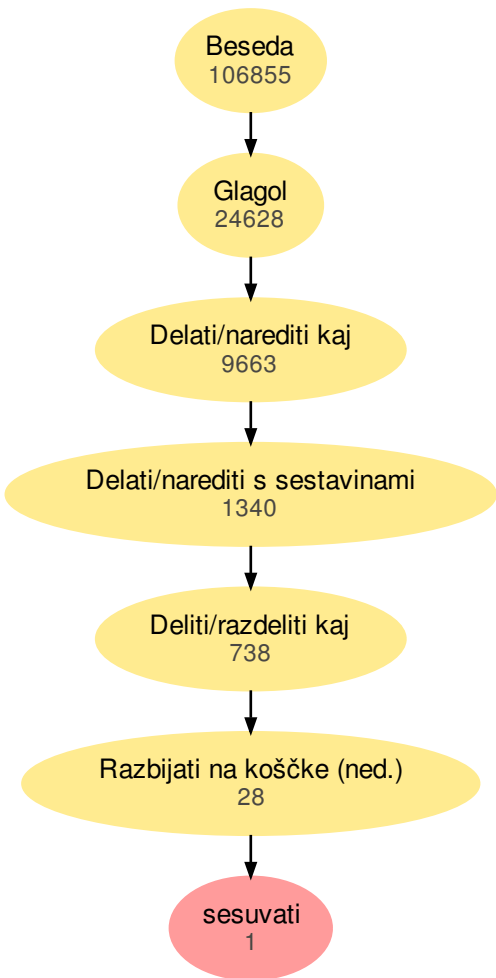 Beseda
106855
Glagol
24628
Delati/narediti kaj
9663
Delati/narediti s sestavinami
1340
Deliti/razdeliti kaj
738
Razbijati na koščke (ned.)
28
sesuvati
1